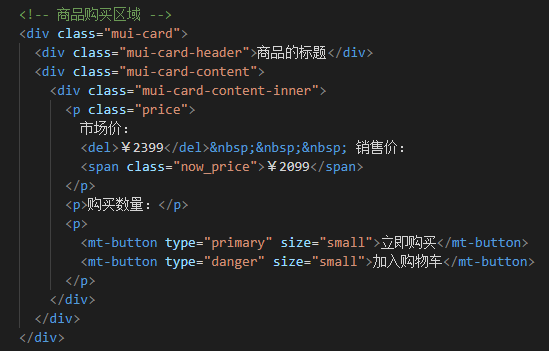 <!-- 商品购买区域 -->
<div class="mui-card">
<div class="mui-card-header">商品的标题</div>
<div class="mui-card-content">
<div class="mui-card-content-inner">
<p class="price">
市场价：
<del>￥2399</del>&nbsp;&nbsp;&nbsp; 销售价：
<span class="now_price">￥2099</span>
</p>
<p>购买数量：</p>
<p>
<mt-button type="primary" size="small">立即购买</mt-button>
<mt-button type="danger" size="small">加入购物车</mt-button>
</p>
</div>
</div>
</div>